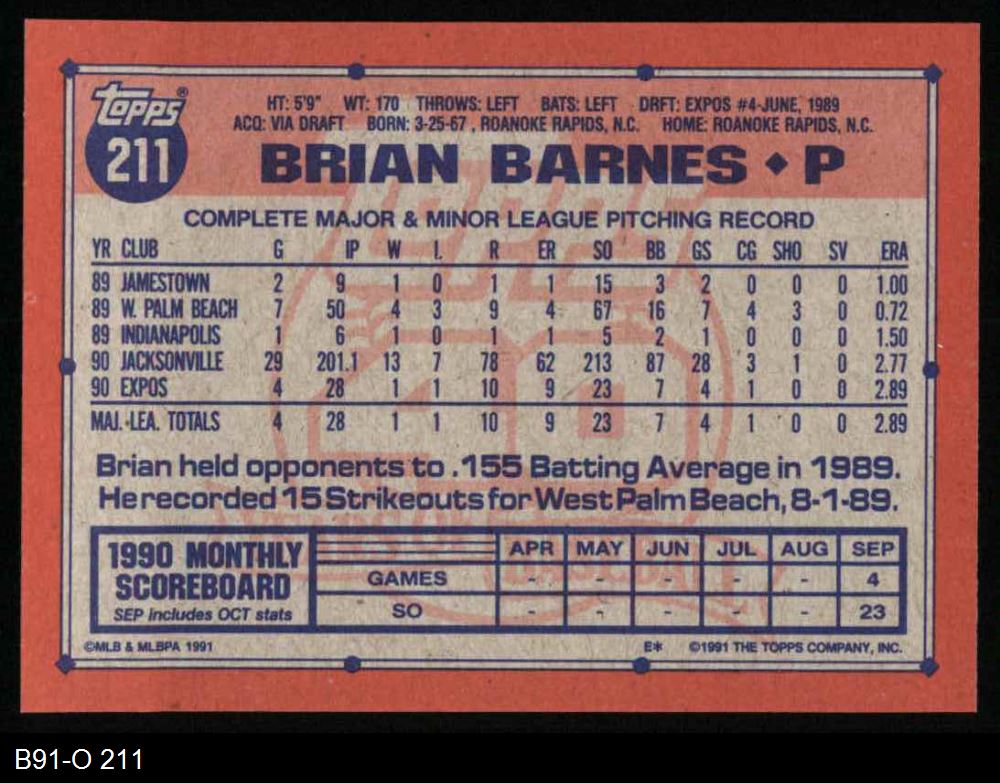 TOPPS®
211
HT: 5'9" WT: 170 THROWS: LEFT BATS: LEFT DRFT: EXPOS #4-JUNE, 1989
ACQ: VIA DRAFT BORN: 3-25-67, ROANOKE RAPIDS, N.C. HOME: ROANOKE RAPIDS, N.C.
BRIAN BARNES ♦ P
COMPLETE MAJOR & MINOR LEAGUE PITCHING RECORD
YR CLUB G IP W L R ER SO BB GS CG SHO SV ERA
89 JAMESTOWN 2 9 1 0 1 1 15 3 2 0 0 0 1.00
89 W. PALM BEACH 7 50 4 3 9 4 67 16 7 4 3 0 0.72
89 INDIANAPOLIS 1 6 1 0 1 1 5 2 1 0 0 0 1.50
90 JACKSONVILLE 29 201.1 13 7 78 62 213 87 28 3 1 0 2.77
90 EXPOS 4 28 1 1 10 9 23 7 4 1 0 0 2.89
MAJ. LEA. TOTALS 4 28 1 1 10 9 23 7 4 1 0 0 2.89
Brian held opponents to .155 Batting Average in 1989.
He recorded 15 Strikeouts for West Palm Beach, 8-1-89.
1990 MONTHLY SCOREBOARD
SEP includes OCT stats
APR MAY JUN JUL AUG SEP
GAMES - - - - - 4
SO - - - - - 23
©MLB & MLBPA 1991 E* ©1991 THE TOPPS COMPANY, INC.
B91-O 211